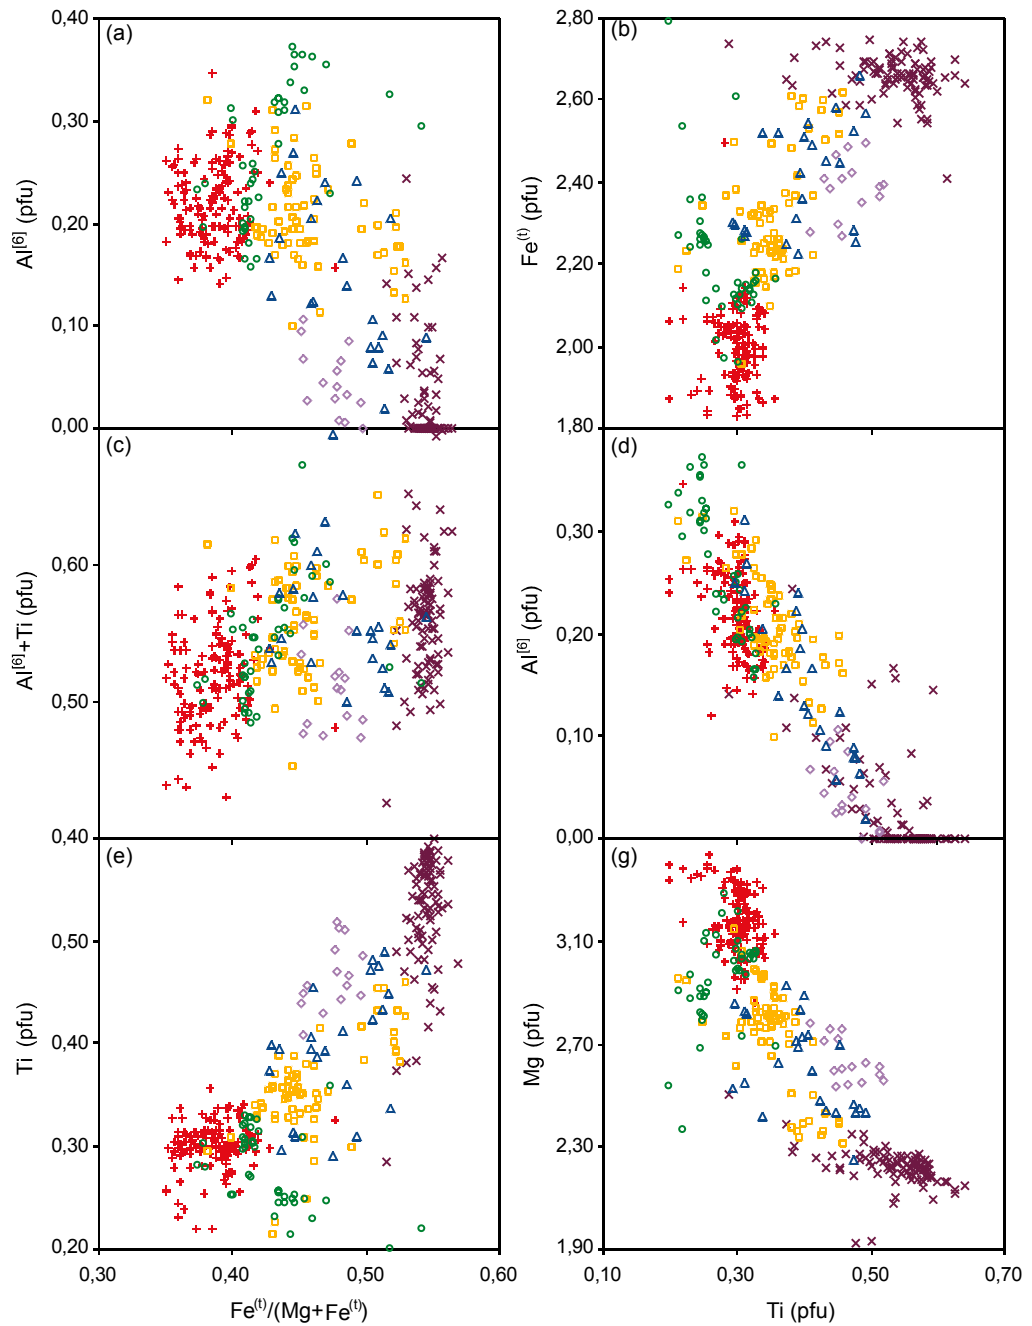 0,40
(a)
0,30
0,20
0,10
0,00
Al[6] (pfu)
2,80
(b)
2,60
2,40
2,20
2,00
1,80
Fe(t) (pfu)
(c)
0,60
0,50
0,40
Al[6]+Ti (pfu)
(d)
0,30
0,20
0,10
0,00
Al[6] (pfu)
(e)
0,50
0,40
0,30
0,20
Ti (pfu)
0,30
0,40
0,50
0,60
Fe(t)/(Mg+Fe(t))
(g)
3,10
2,70
2,30
1,90
Mg (pfu)
0,10
0,30
0,50
0,70
Ti (pfu)